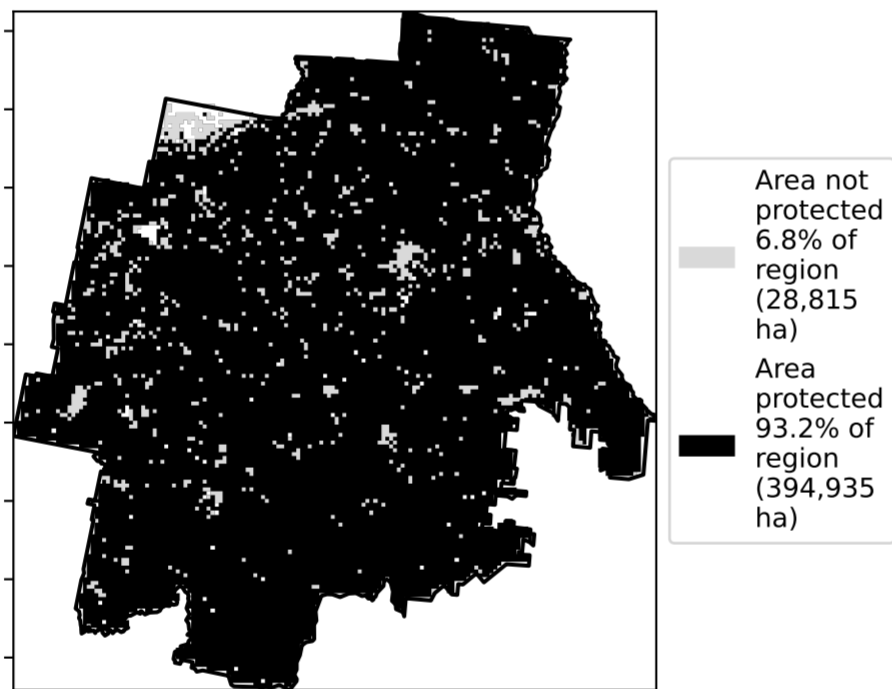 Area not
protected
6.8% of
region
(28,815
ha)
Area
protected
93.2% of
region
(394,935
ha)